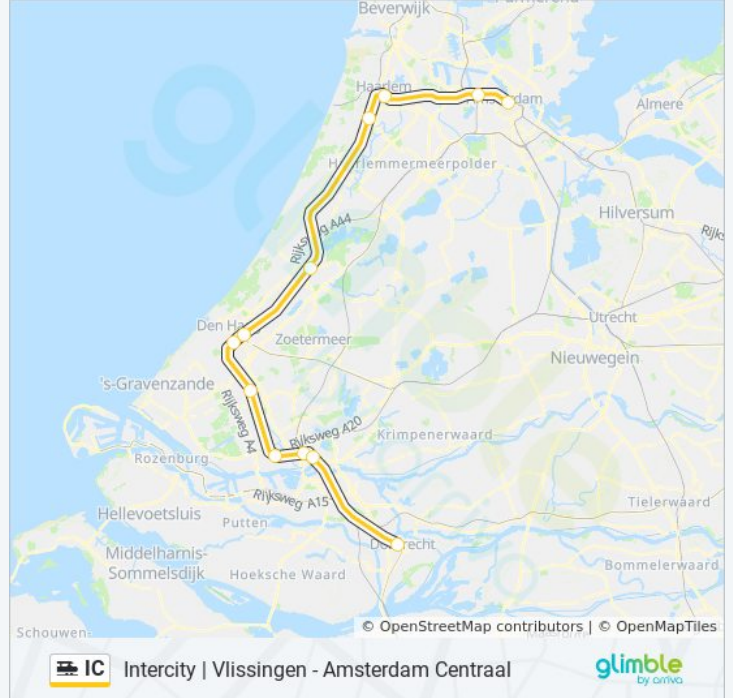 Beverwijk
Haarlem
Almere
Haarlemmermeerpolder
Hilversum
Rijksweg A44
Rijks
Den Ha
Zoetermeer
Utrecht
Nieuwegein
's-Gravenzande
Rijksweg A4
Rijksweg A20
Krimpenerwaard
Rozenburg
Rijksweg A15
Tielerwaard
Hellevoetsluis
Putten
Middelharnis-
Sommelsdijk
Hoeksche Waard
Bommelerwaard
© OpenStreetMap contributors | © OpenMapTiles
Schouwen-
IC Intercity | Vlissingen - Amsterdam Centraal
glimble
by arriva